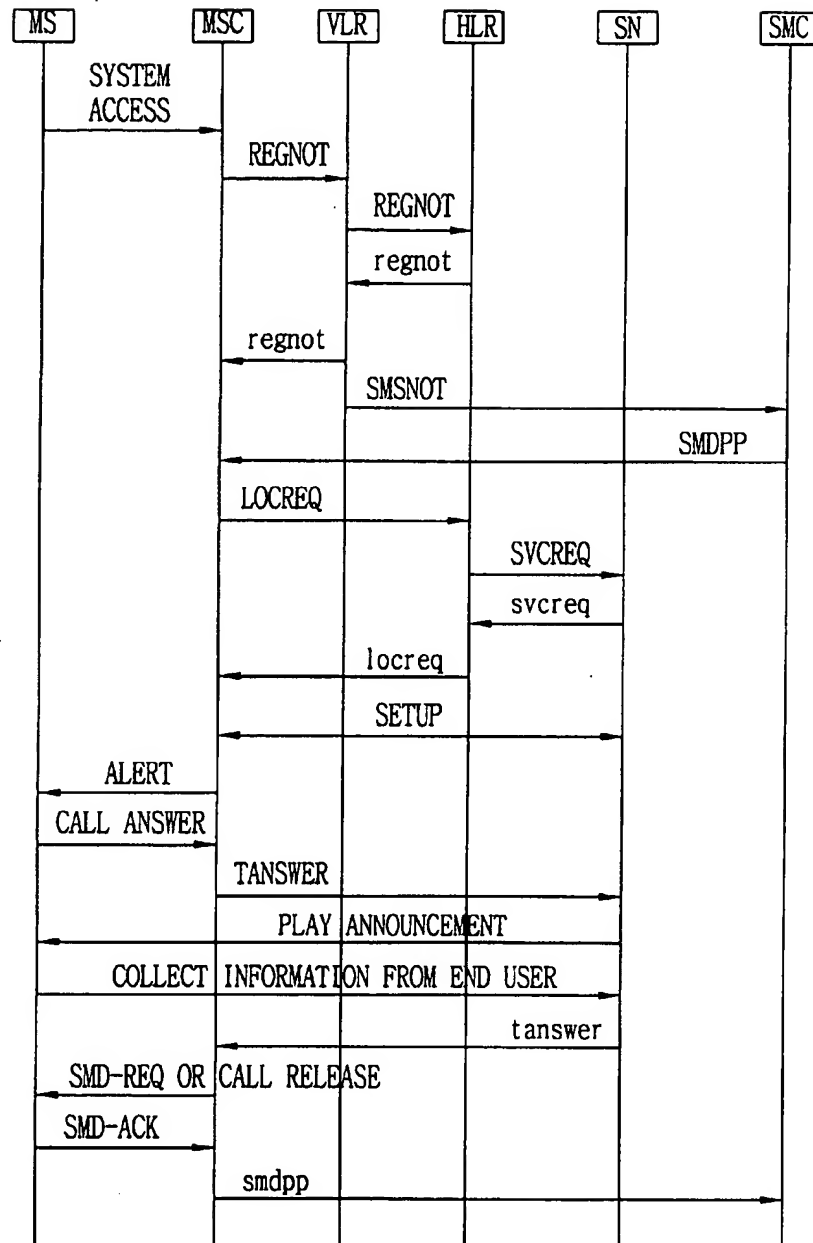 MS MSC VLR HLR SN SMC
SYSTEM
ACCESS
REGNOT
REGNOT
regnot
regnot
SMSNOT
SMDPP
LOCREQ
SVCREQ
svcreq
locreq
SETUP
ALERT
CALL ANSWER
TANSWER
PLAY ANNOUNCEMENT
COLLECT INFORMATION FROM END USER
tanswer
SMD-REQ OR CALL RELEASE
SMD-ACK
smdpp